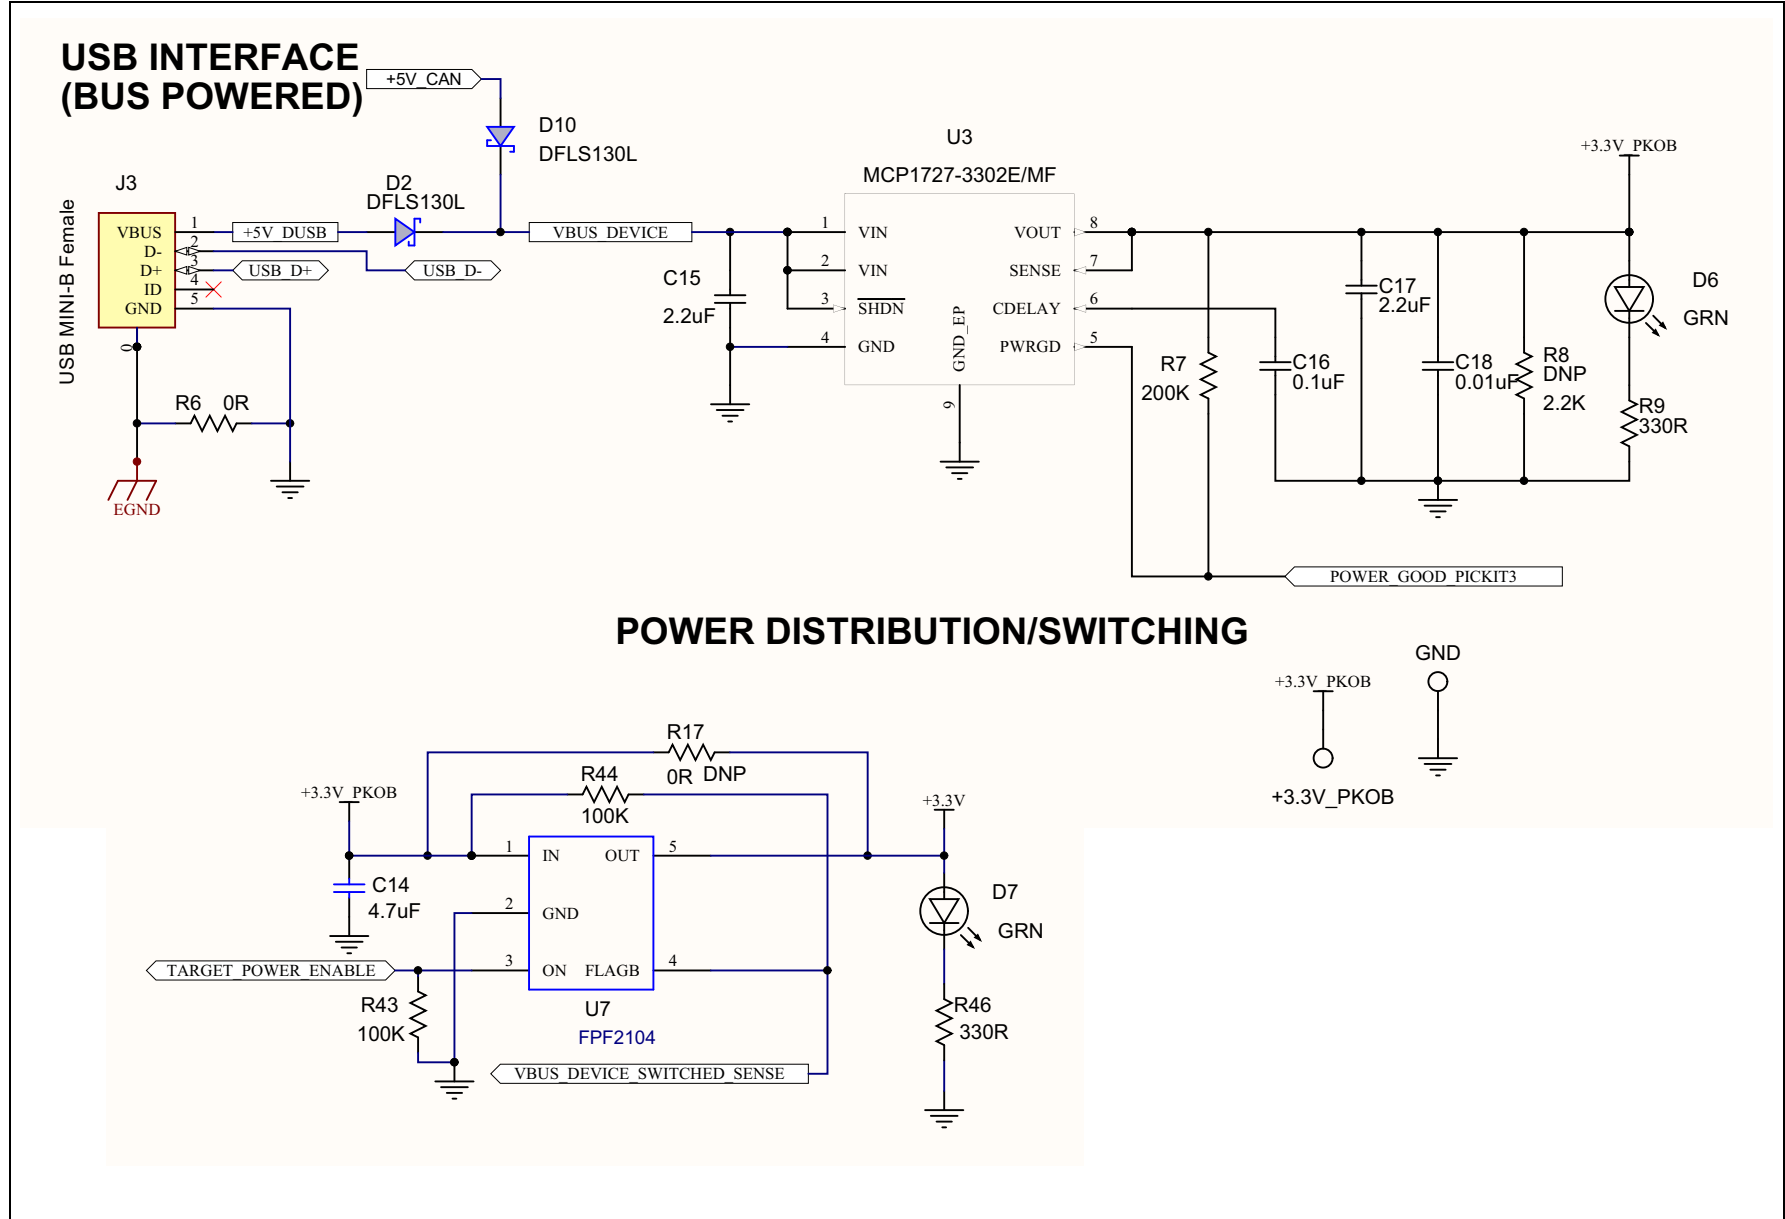 USB INTERFACE
(BUS POWERED)
+5V_CAN
D10
DFLS130L
J3
D2
DFLS130L
USB MINI-B Female
VBUS 1
D- 2
D+ 3
ID 4
GND 5
0
+5V_DUSB
USB_D+
USB_D-
VBUS_DEVICE
R6 0R
EGND
C15
2.2uF
U3
MCP1727-3302E/MF
1 VIN
2 VIN
3 SHDN
4 GND
VOUT 8
SENSE 7
CDELAY 6
PWRGD 5
GND_EP
9
R7
200K
C16
0.1uF
C17
2.2uF
C18
0.01uF
R8
DNP
2.2K
+3.3V_PKOB
D6
GRN
R9
330R
POWER_GOOD_PICKIT3
POWER DISTRIBUTION/SWITCHING
GND
+3.3V_PKOB
+3.3V_PKOB
R17
0R DNP
R44
100K
+3.3V_PKOB
+3.3V
1 IN
2 GND
3 ON
OUT 5
FLAGB 4
C14
4.7uF
D7
GRN
TARGET_POWER_ENABLE
R43
100K
U7
FPF2104
R46
330R
VBUS_DEVICE_SWITCHED_SENSE